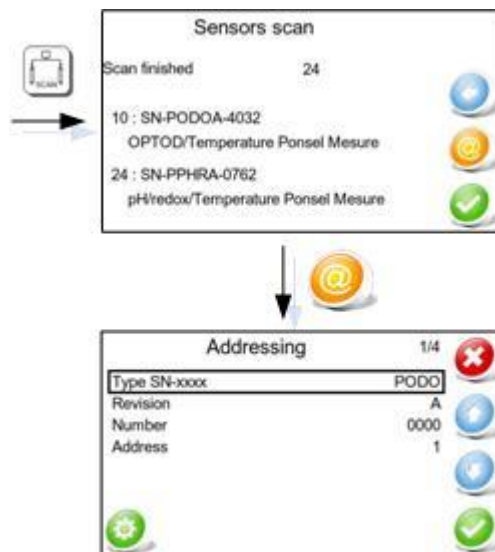 Sensors scan
SCAN
Scan finished 24
10 : SN-PODOA-4032
OPTOD/Temperature Ponsel Mesure
@
24 : SN-PPHRA-0762
pH/redox/Temperature Ponsel Mesure
@
Addressing 1/4
Type SN-xxxx PODO
Revision A
Number 0000
Address 1